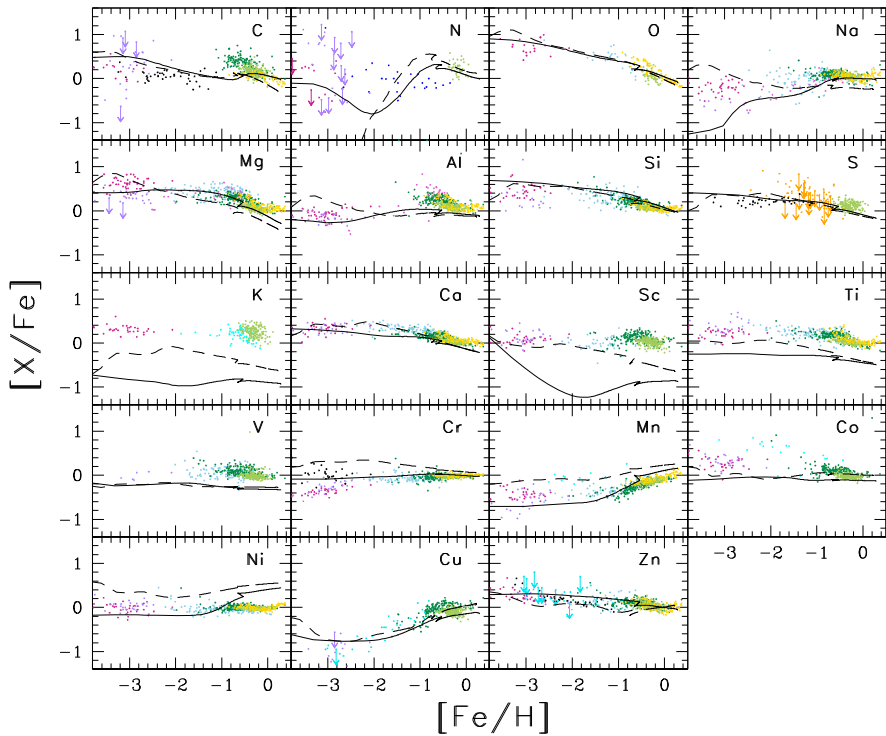 C N O Na
1
0
−1
Mg Al Si S
1
0
−1
K Ca Sc Ti
1
0
−1
[X/Fe]
V Cr Mn Co
1
0
−1
−3 −2 −1 0
Ni Cu Zn
1
0
−1
−3 −2 −1 0 −3 −2 −1 0 −3 −2 −1 0
[Fe/H]